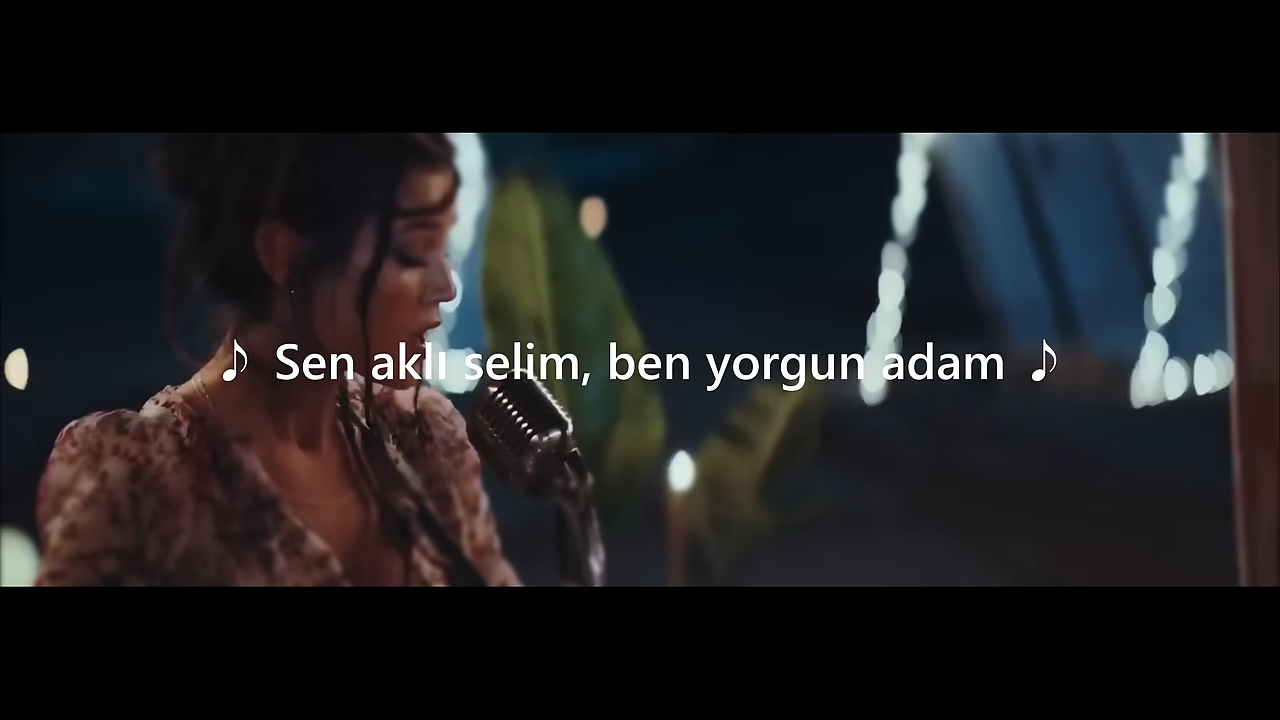 ♪ Sen aklı selim, ben yorgun adam ♪